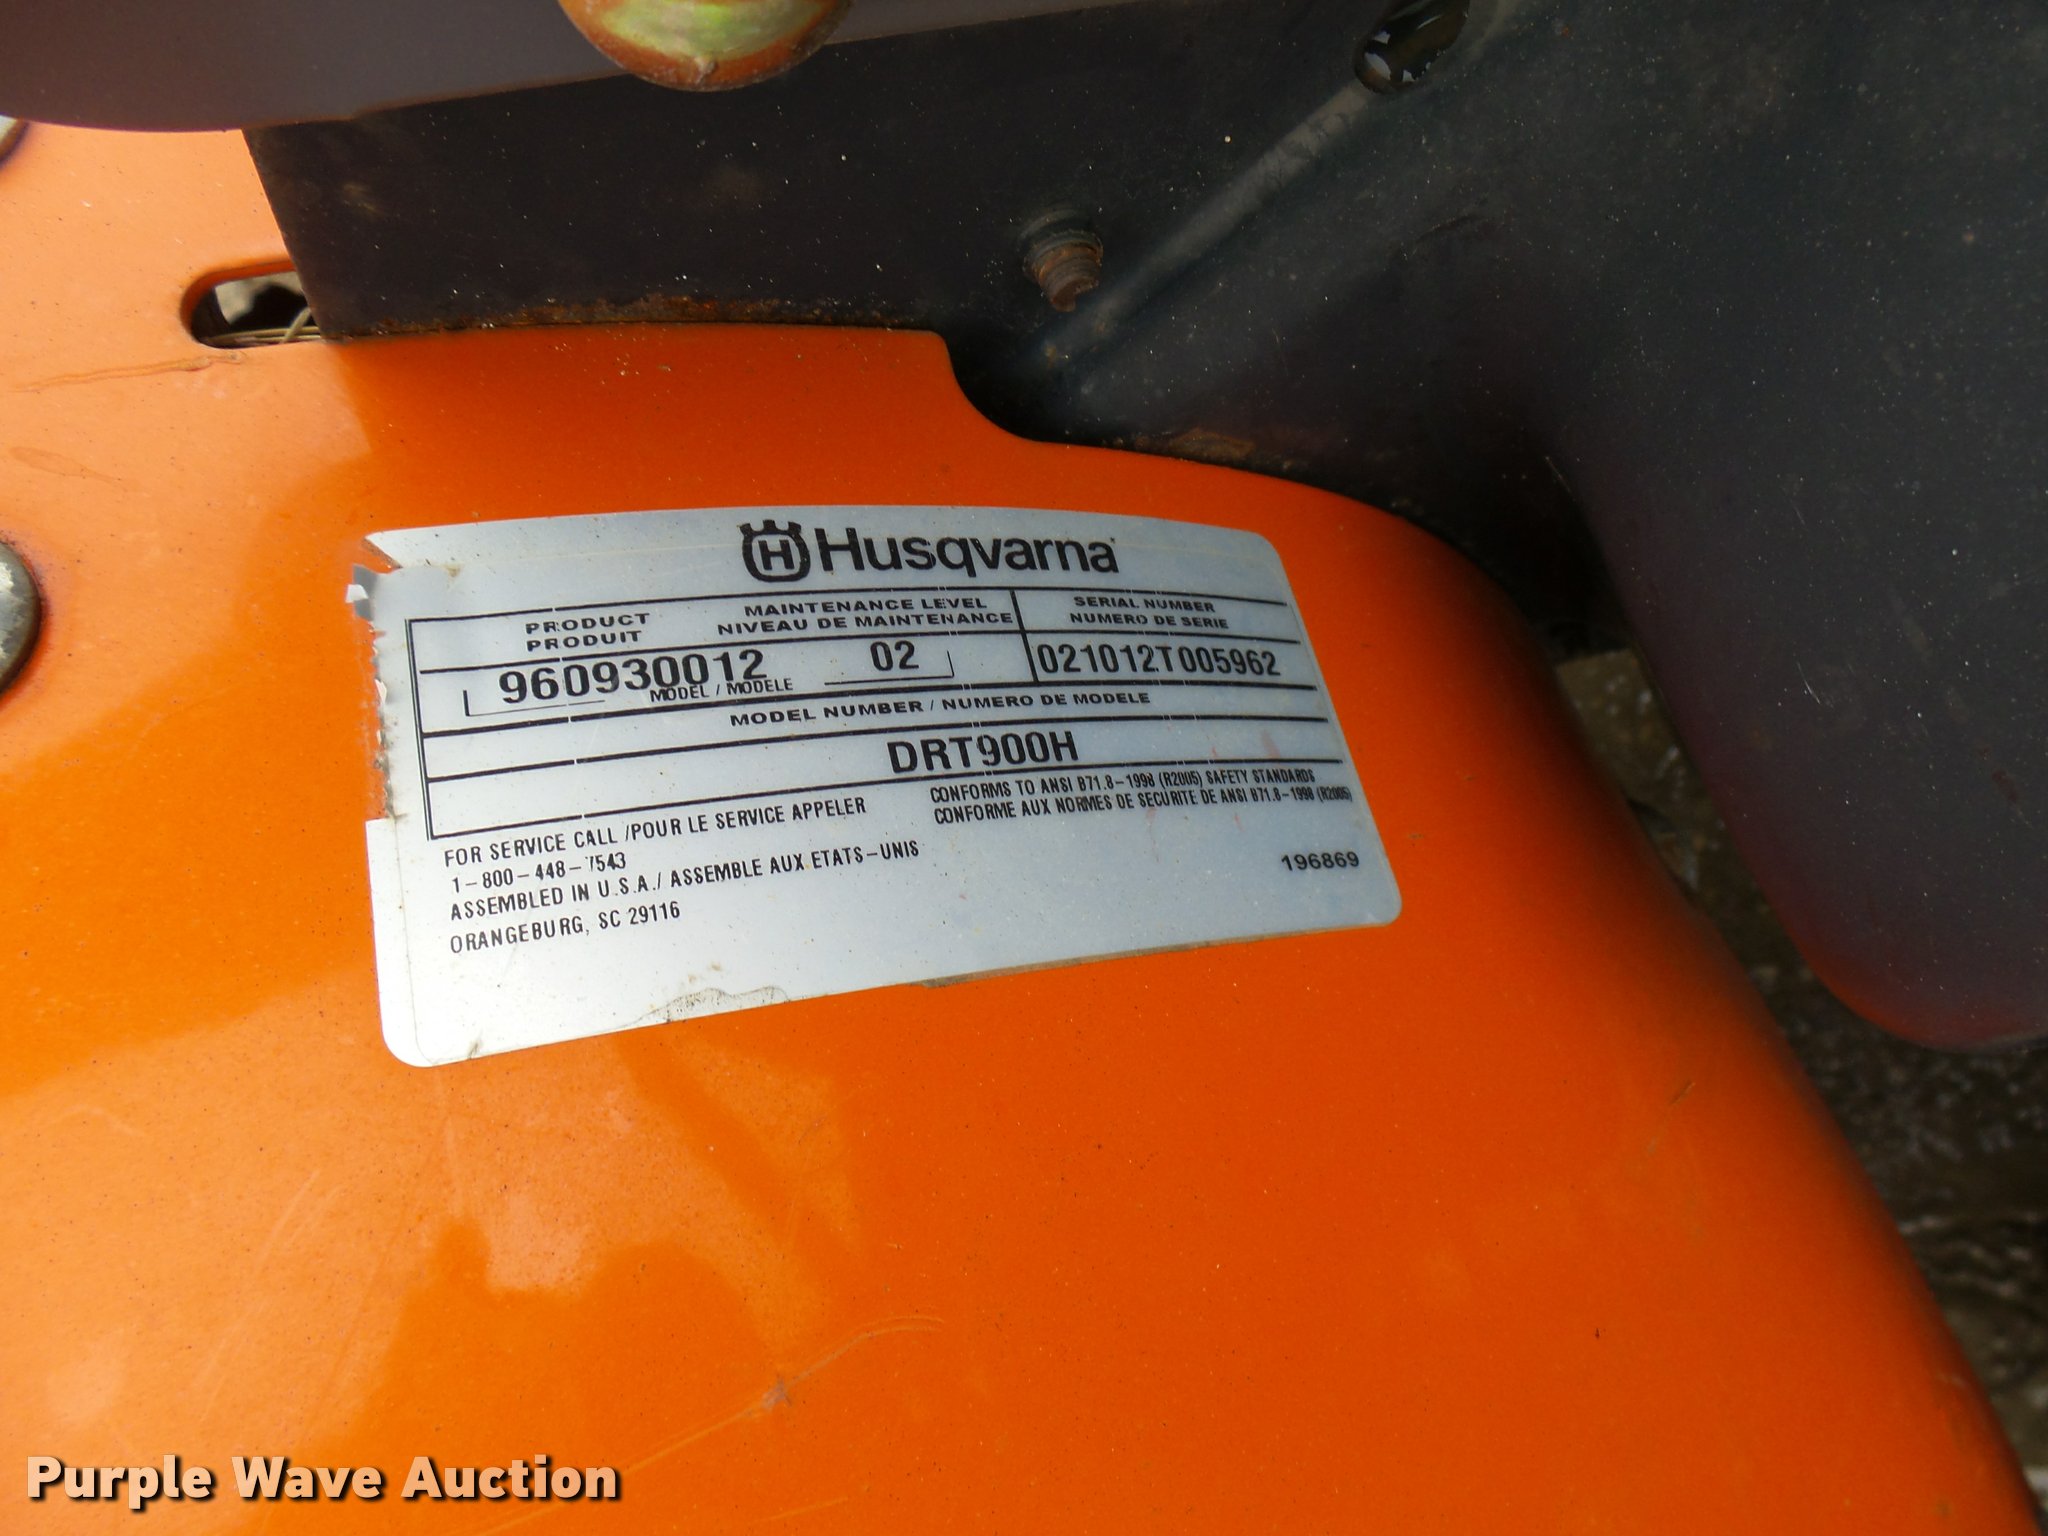 Husqvarna
PRODUCT MAINTENANCE LEVEL SERIAL NUMBER
PRODUIT NIVEAU DE MAINTENANCE NUMERO DE SERIE
960930012 02 021012T005962
MODEL / MODELE
MODEL NUMBER / NUMERO DE MODELE
DRT900H
CONFORMS TO ANSI B71.8-1998 (R2005) SAFETY STANDARDS
CONFORME AUX NORMES DE SECURITE DE ANSI B71.8-1998 (R2005)
FOR SERVICE CALL /POUR LE SERVICE APPELER
1-800-448-7543
ASSEMBLED IN U.S.A./ ASSEMBLE AUX ETATS-UNIS
ORANGEBURG, SC 29116
196869
Purple Wave Auction